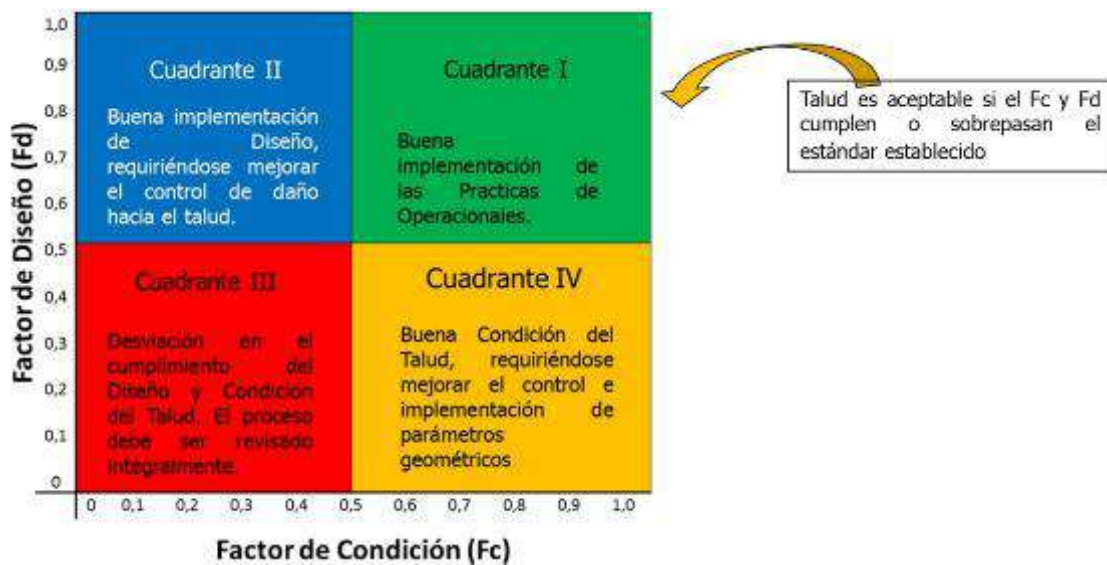 Factor de Diseño (Fd)
1,0
0,9
0,8
0,7
0,6
0,5
0,4
0,3
0,2
0,1
0
Cuadrante II
Buena implementación
de Diseño,
requiriéndose mejorar
el control de daño
hacia el talud.
Cuadrante I
Buena
implementación de
las Practicas de
Operacionales.
Talud es aceptable si el Fc y Fd
cumplen o sobrepasan el
estándar establecido
Cuadrante III
Desviación en el
cumplimiento del
Diseño y Condición
del Talud. El proceso
debe ser revisado
integralmente.
Cuadrante IV
Buena Condición del
Talud, requiriéndose
mejorar el control e
implementación de
parámetros
geométricos
0 0,1 0,2 0,3 0,4 0,5 0,6 0,7 0,8 0,9 1,0
Factor de Condición (Fc)